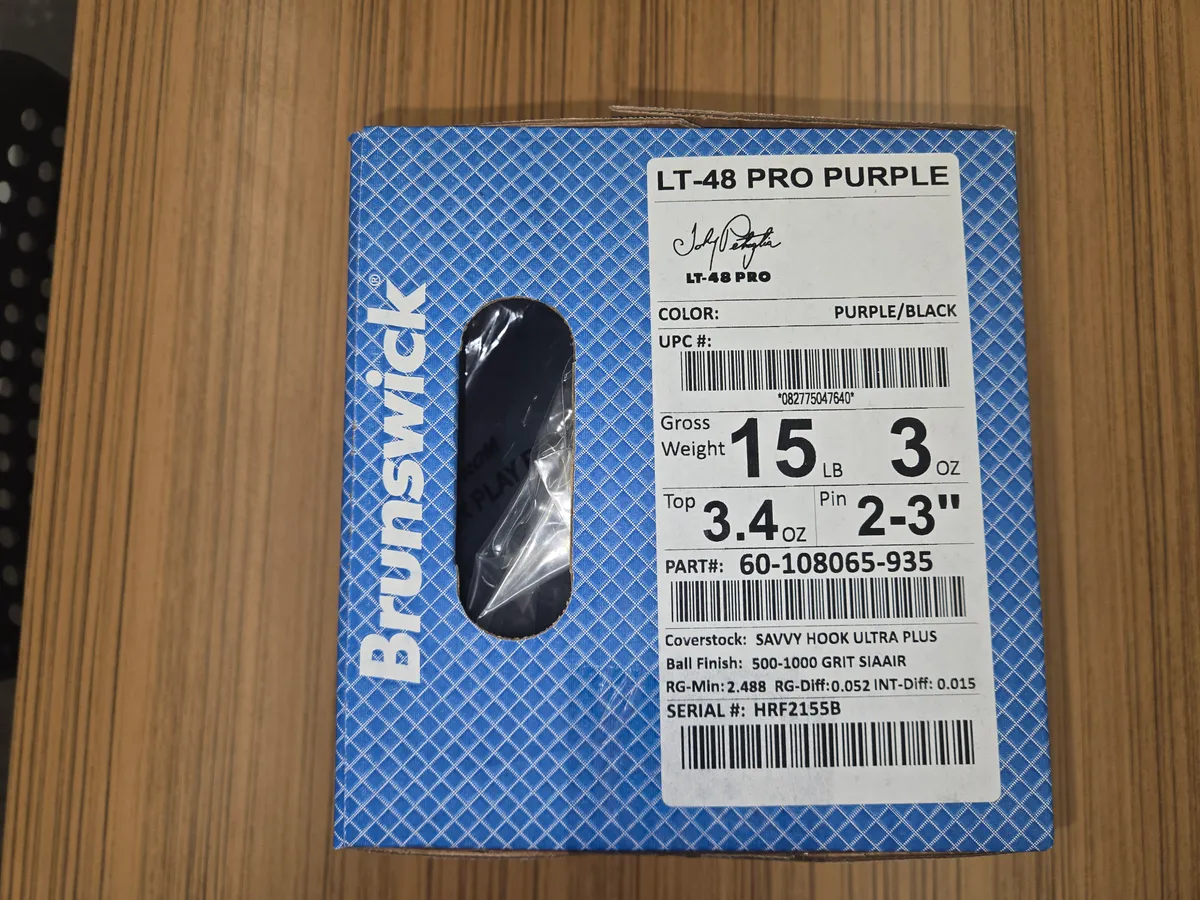 Brunswick®
ROM
PLAY
LT-48 PRO PURPLE
LT-48 PRO
COLOR: PURPLE/BLACK
UPC #:
*082775047640*
Gross Weight 15 LB 3 OZ
Top 3.4 OZ Pin 2-3"
PART#: 60-108065-935
Coverstock: SAVVY HOOK ULTRA PLUS
Ball Finish: 500-1000 GRIT SIAAIR
RG-Min: 2.488 RG-Diff: 0.052 INT-Diff: 0.015
SERIAL #: HRF2155B